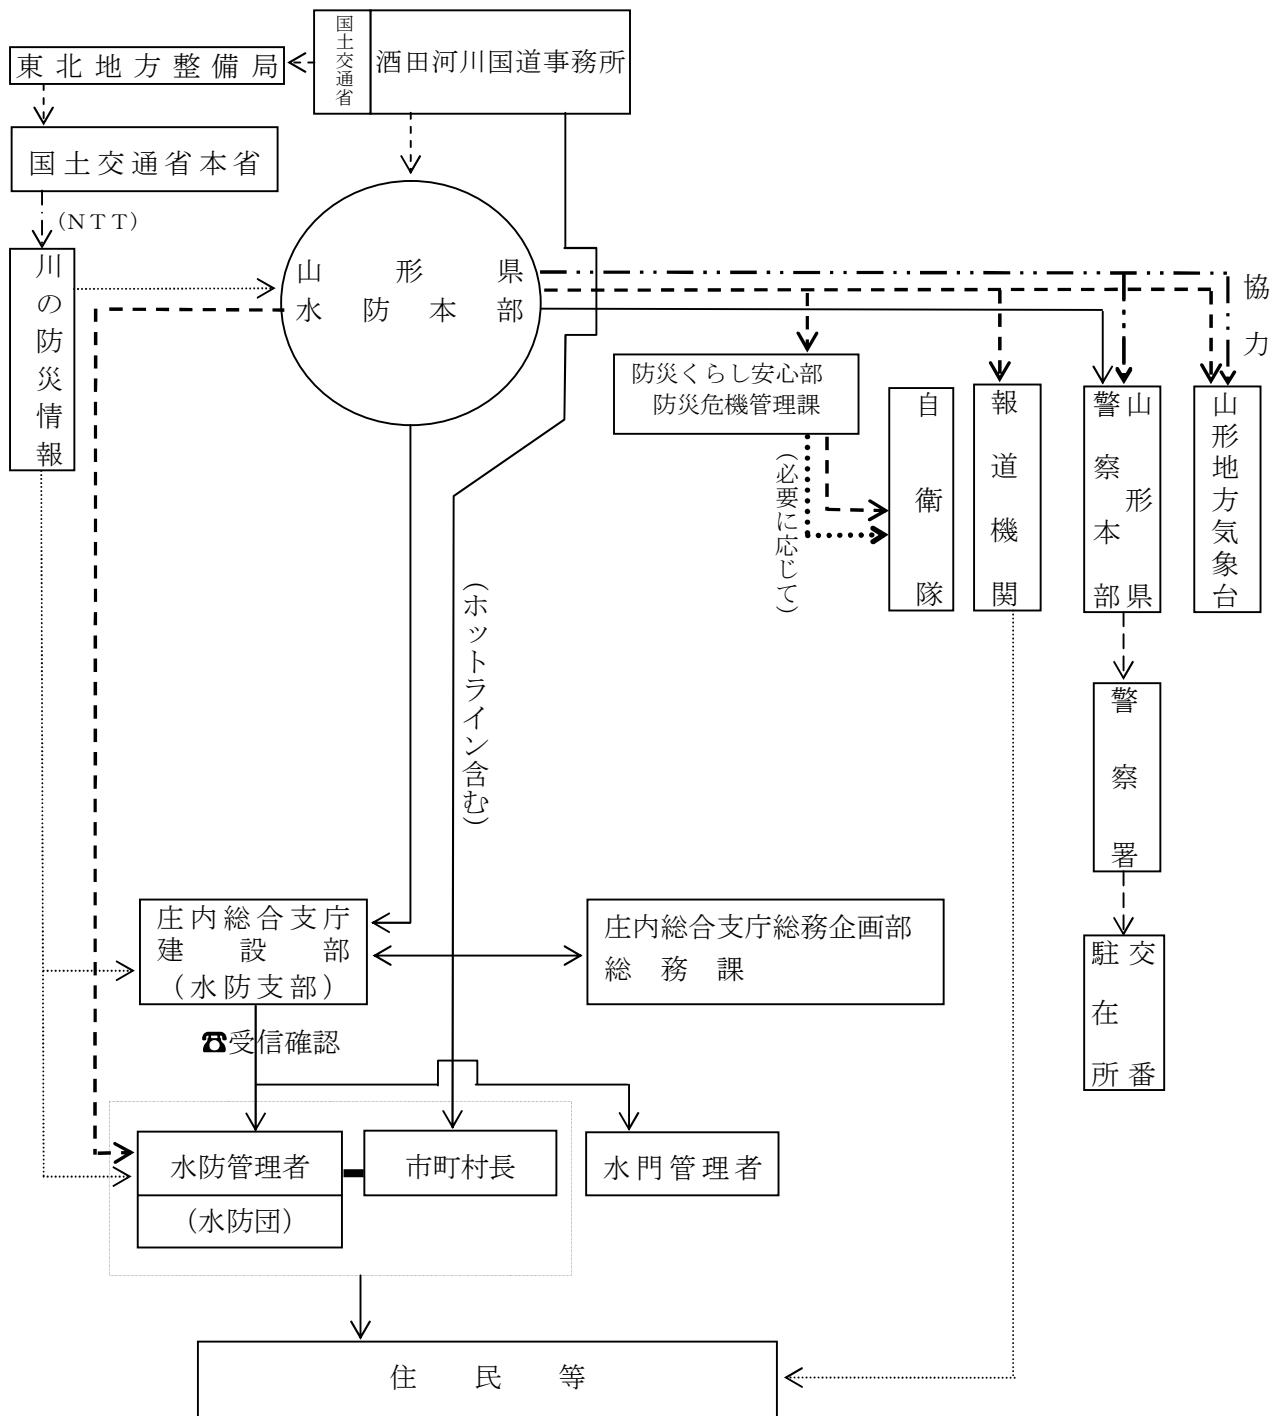 国土交通省
酒田河川国道事務所
東北地方整備局
国土交通省本省
(NTT)
川の防災情報
山形県
水防本部
協力
防災くらし安心部
防災危機管理課
(必要に応じて)
自衛隊
報道機関
山形県
警察本部
山形地方気象台
警察署
交番
駐在所
(ホットライン含む)
庄内総合支庁
建設部
(水防支部)
庄内総合支庁総務企画部
総務課
☎受信確認
水防管理者
(水防団)
市町村長
水門管理者
住民等